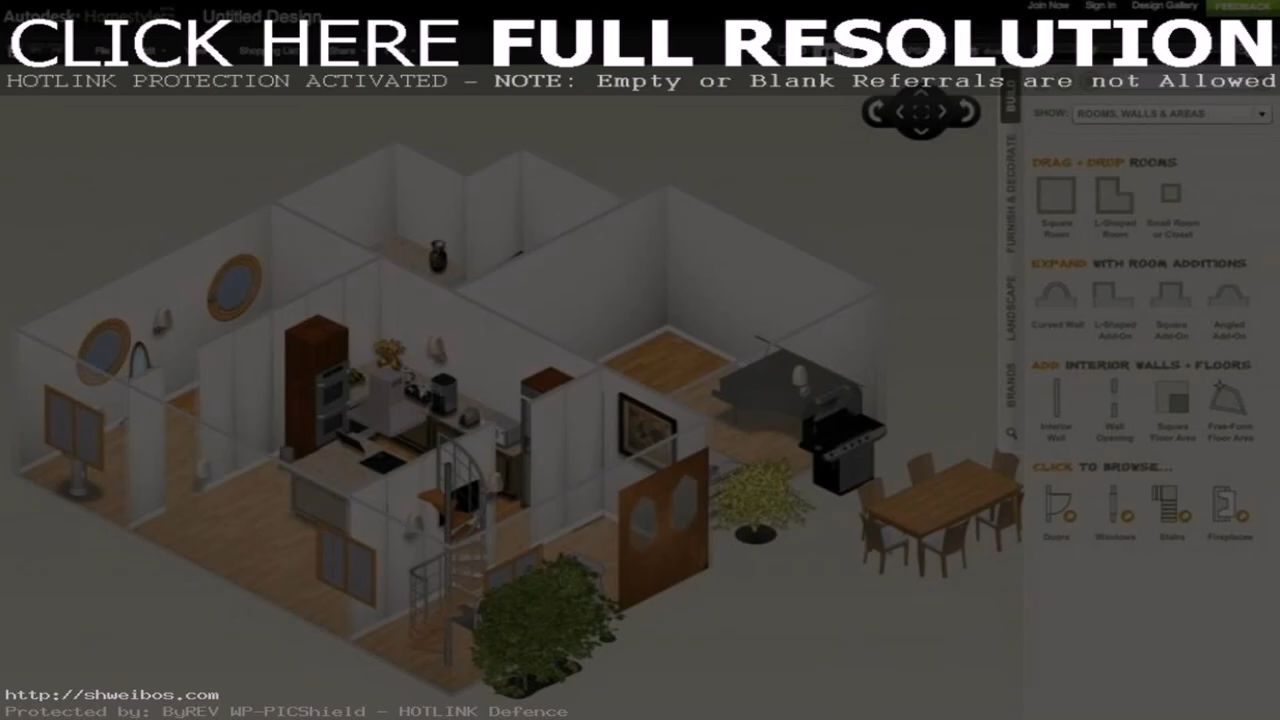 Autodesk Homestyler Untitled Design Join Now Sign In Design Gallery FEEDBACK
CLICK HERE FULL RESOLUTION
HOTLINK PROTECTION ACTIVATED - NOTE: Empty or Blank Referrals are not Allowed
BUILD
SHOW: ROOMS, WALLS & AREAS
FURNISH & DECORATE
LANDSCAPE
BRANDS
DRAG + DROP ROOMS
Square Room
L-Shaped Room
Small Room or Closet
EXPAND WITH ROOM ADDITIONS
Curved Wall
L-Shaped Add-On
Square Add-On
Angled Add-On
ADD INTERIOR WALLS + FLOORS
Interior Wall
Wall Opening
Square Floor Area
Free-Form Floor Area
CLICK TO BROWSE...
Doors
Windows
Stairs
Fireplaces
http://shweibos.com
Protected by: ByREV WP-PICShield - HOTLINK Defence